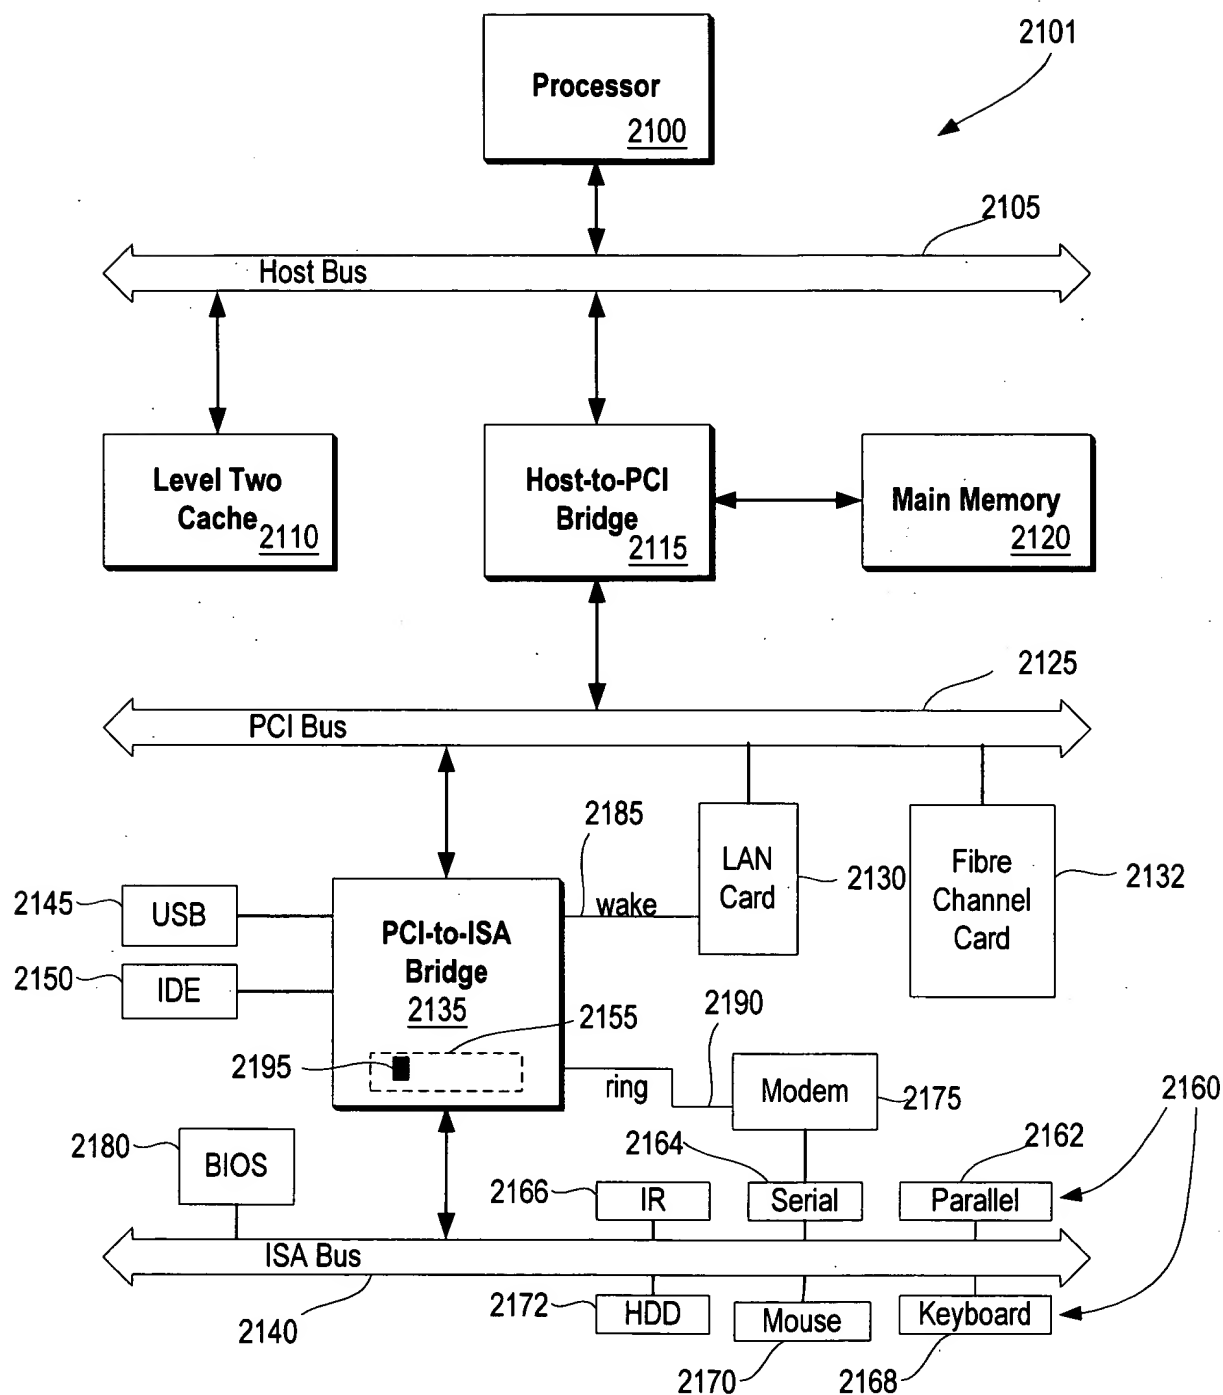 2101
Processor
2100
2105
Host Bus
Level Two
Cache
2110
Host-to-PCI
Bridge
2115
Main Memory
2120
2125
PCI Bus
2185
wake
LAN
Card
2130
Fibre
Channel
Card
2132
2145
USB
2150
IDE
PCI-to-ISA
Bridge
2135
2155
2195
2190
ring
Modem
2175
2160
2180
BIOS
2164
2162
2166
IR
Serial
Parallel
ISA Bus
2140
2172
HDD
Mouse
Keyboard
2170
2168